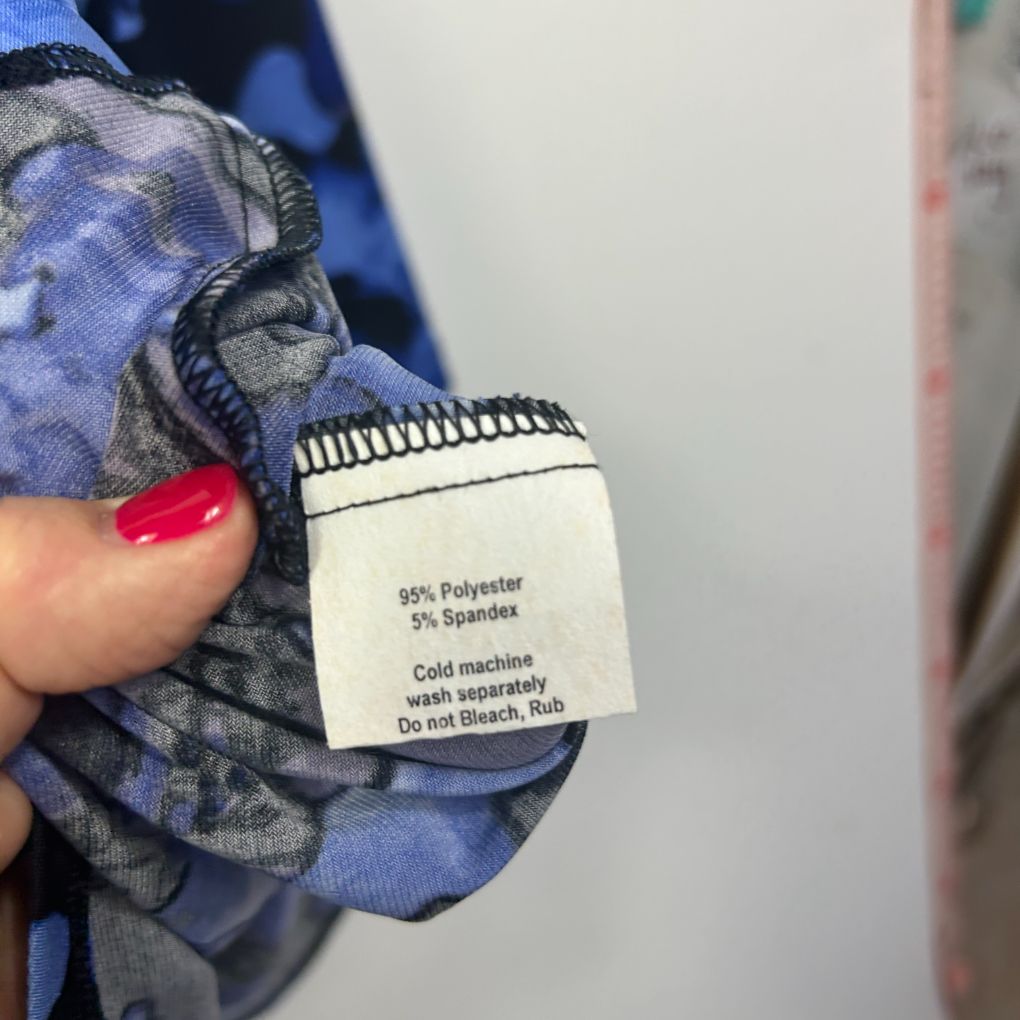 95% Polyester
5% Spandex
Cold machine
wash separately
Do not Bleach, Rub